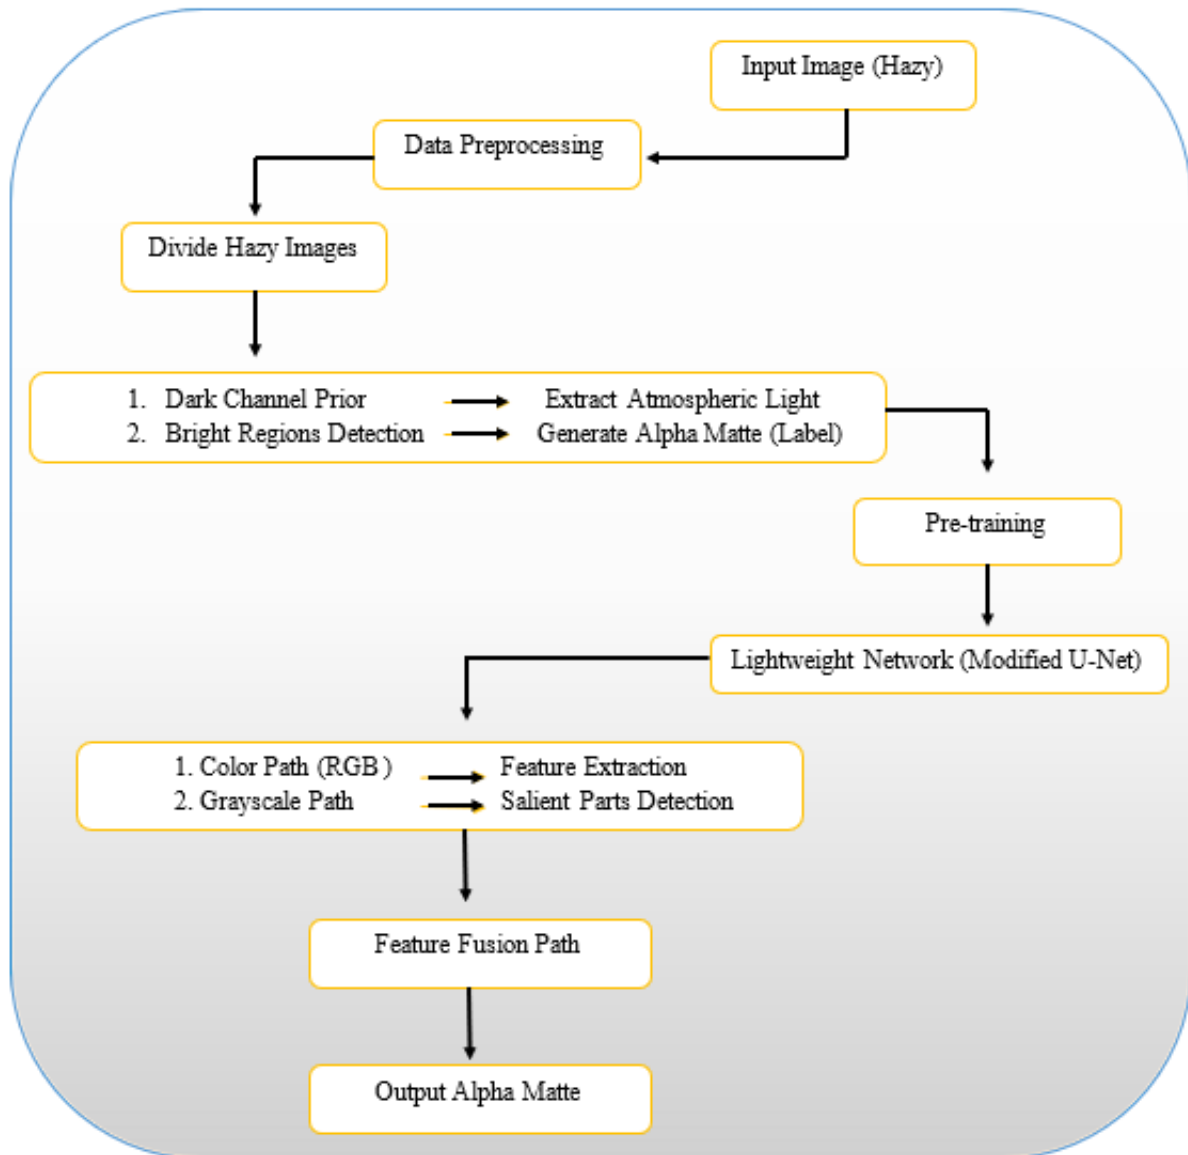 Input Image (Hazy)
Data Preprocessing
Divide Hazy Images
1. Dark Channel Prior Extract Atmospheric Light
2. Bright Regions Detection Generate Alpha Matte (Label)
Pre-training
Lightweight Network (Modified U-Net)
1. Color Path (RGB ) Feature Extraction
2. Grayscale Path Salient Parts Detection
Feature Fusion Path
Output Alpha Matte